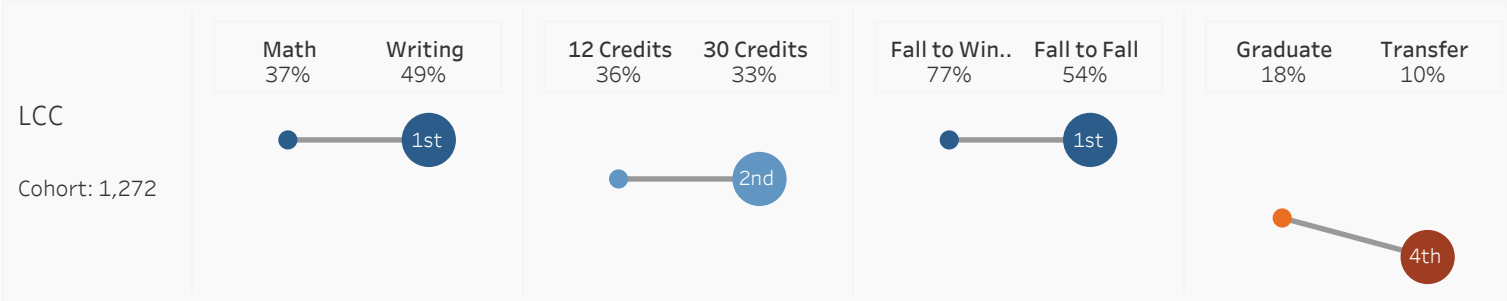 Math Writing 12 Credits 30 Credits Fall to Win.. Fall to Fall Graduate Transfer
37% 49% 36% 33% 77% 54% 18% 10%
LCC
1st 1st
2nd
Cohort: 1,272
4th